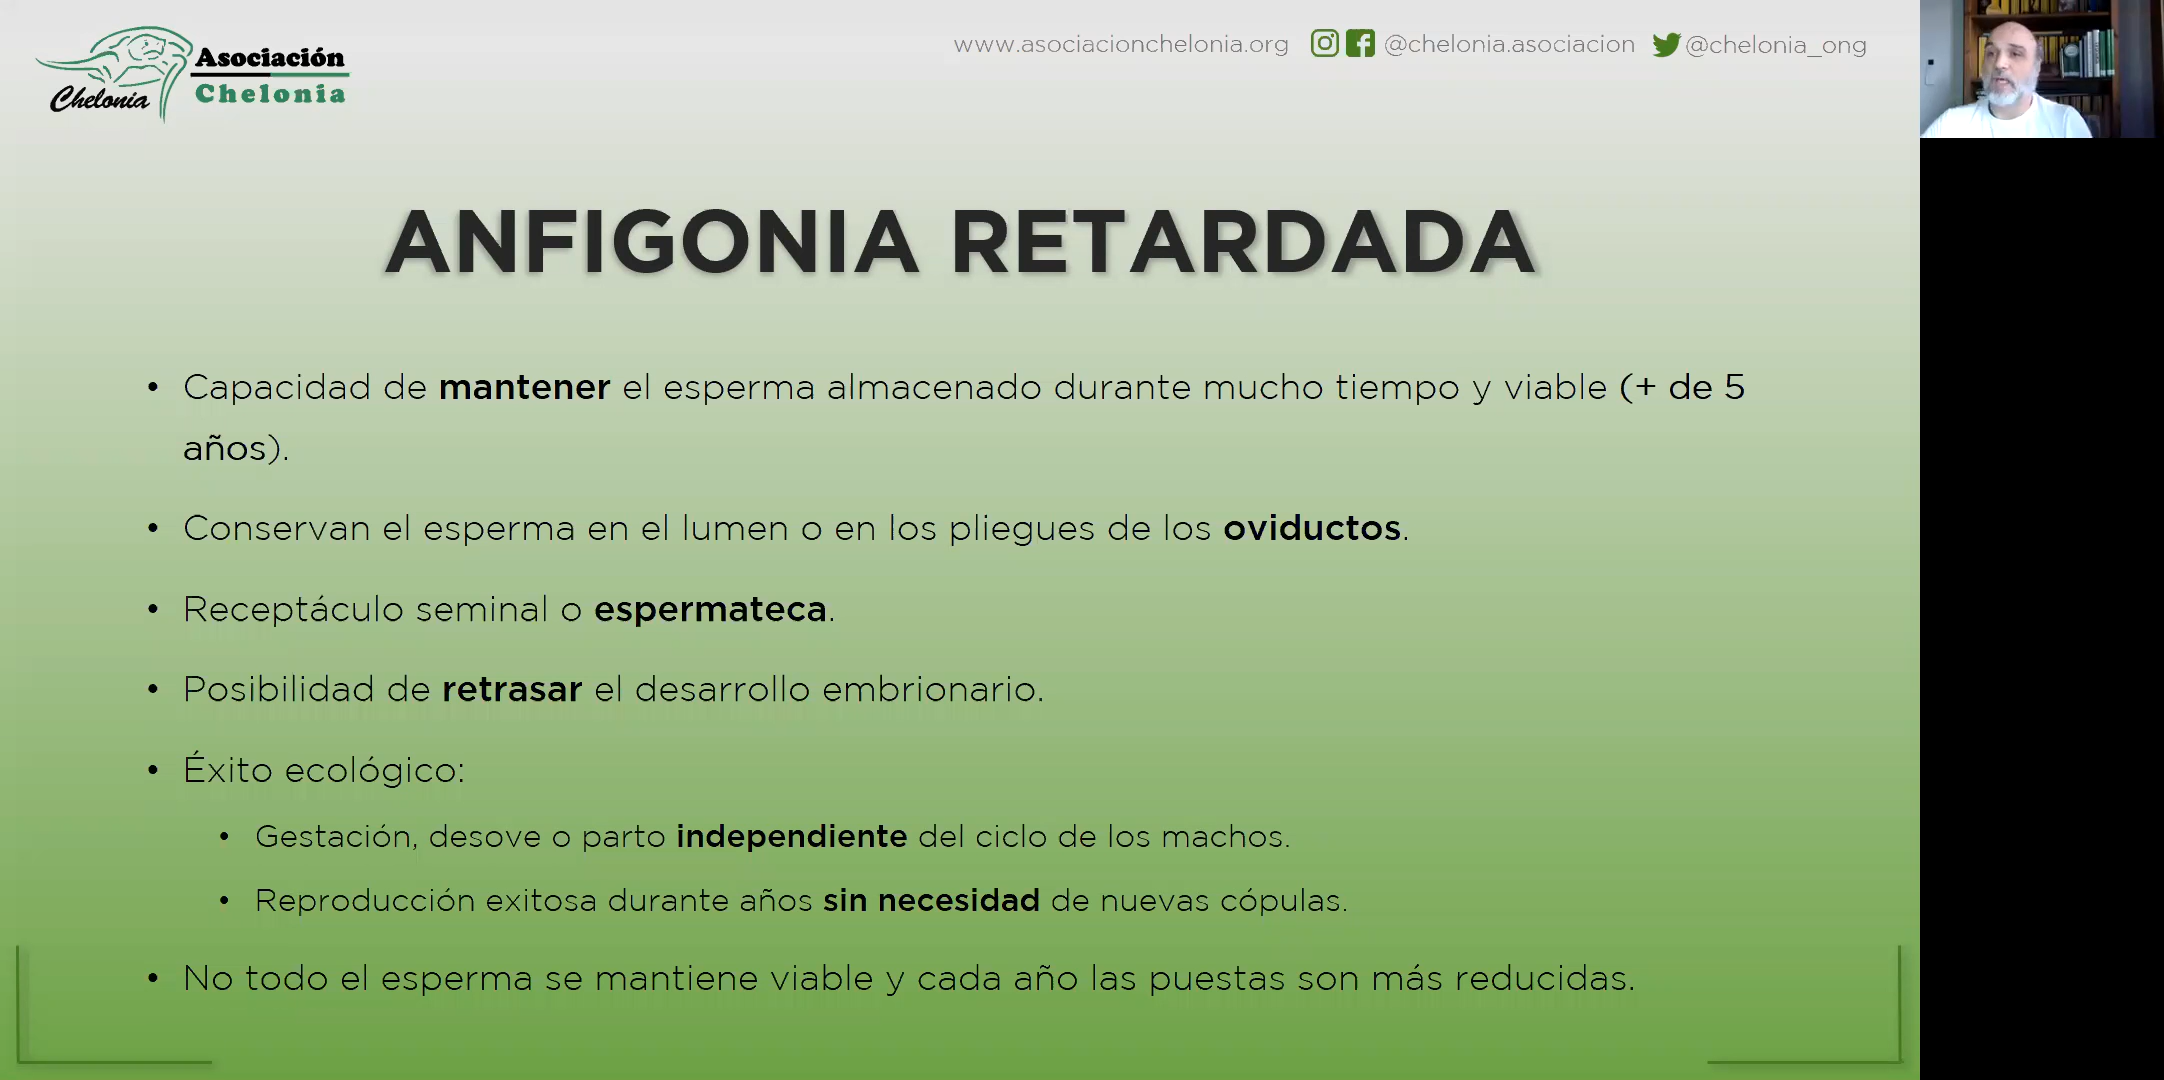 Chelonia
Asociación
Chelonia
www.asociacionchelonia.org @chelonia.asociacion @chelonia_ong
ANFIGONIA RETARDADA
• Capacidad de mantener el esperma almacenado durante mucho tiempo y viable (+ de 5
años).
• Conservan el esperma en el lumen o en los pliegues de los oviductos.
• Receptáculo seminal o espermateca.
• Posibilidad de retrasar el desarrollo embrionario.
• Éxito ecológico:
• Gestación, desove o parto independiente del ciclo de los machos.
• Reproducción exitosa durante años sin necesidad de nuevas cópulas.
• No todo el esperma se mantiene viable y cada año las puestas son más reducidas.